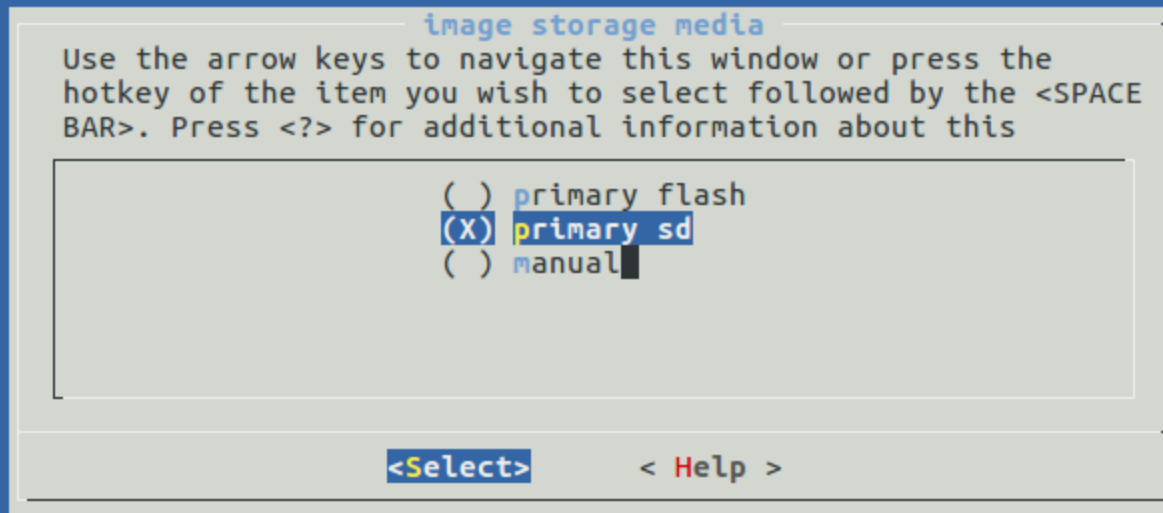 image storage media
Use the arrow keys to navigate this window or press the
hotkey of the item you wish to select followed by the <SPACE
BAR>. Press <?> for additional information about this
( ) primary flash
(X) primary sd
( ) manual
<Select> < Help >